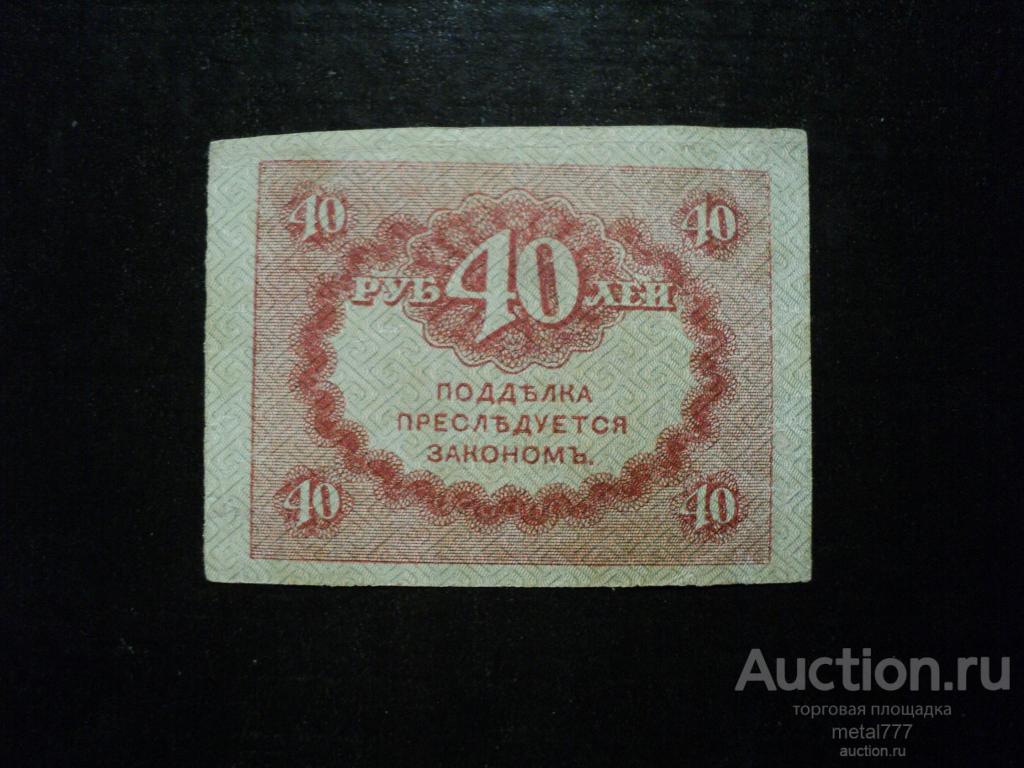 40 40
РУБ 40 ЛЕЙ
ПОДДѢЛКА
ПРЕСЛѢДУЕТСЯ
ЗАКОНОМЪ.
40 40
Auction.ru
торговая площадка
metal777
auction.ru